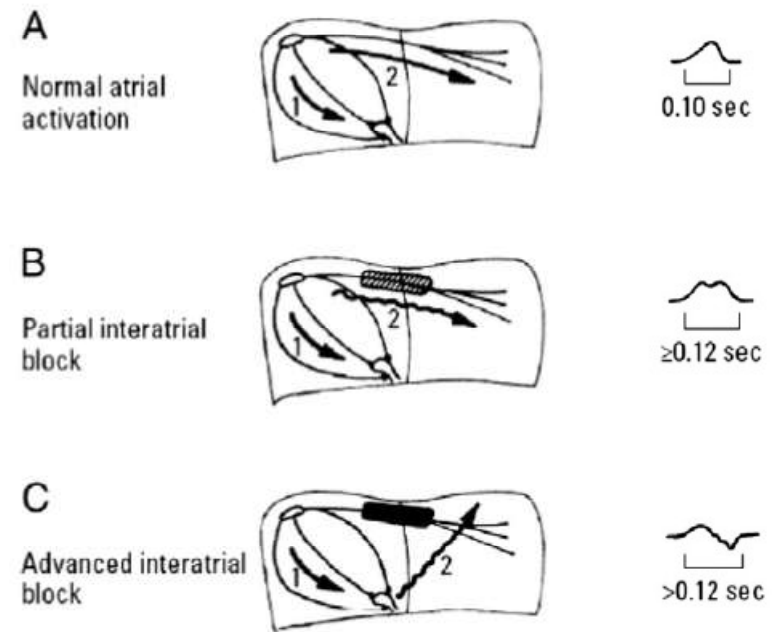 A
Normal atrial
activation
1
2
0.10 sec
B
Partial interatrial
block
1
2
≥0.12 sec
C
Advanced interatrial
block
1
2
>0.12 sec